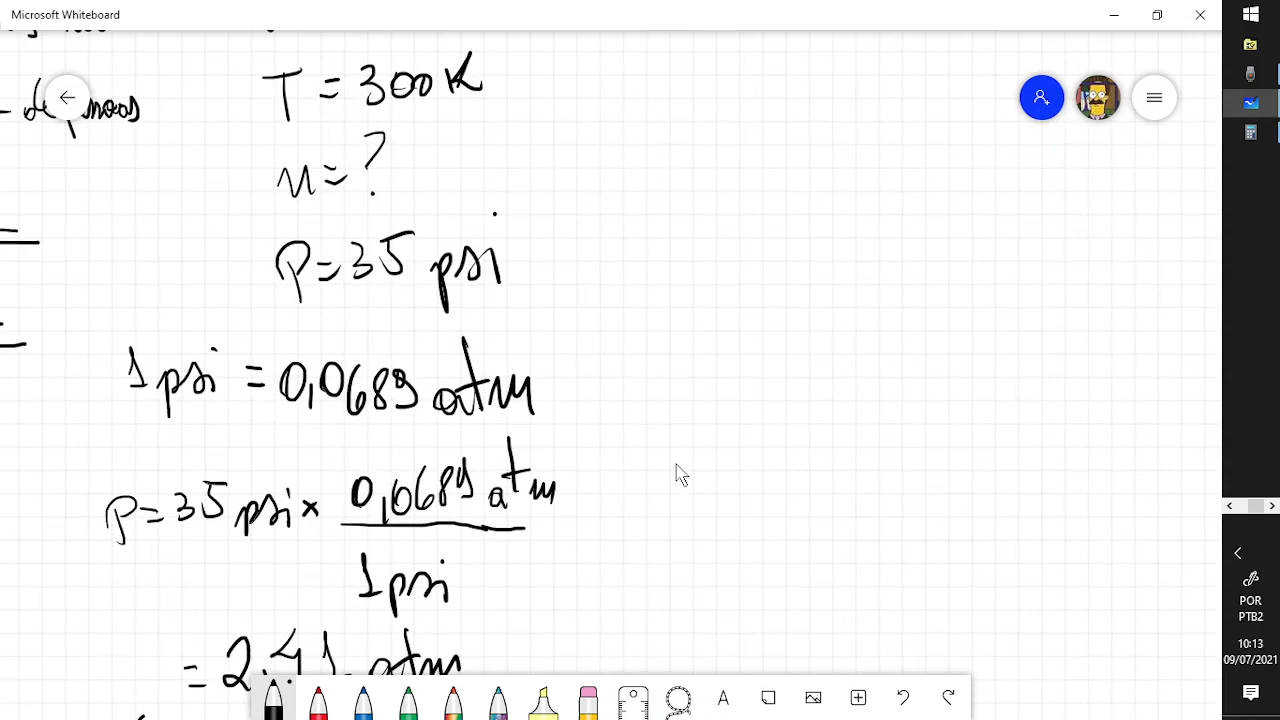 Microsoft Whiteboard
T = 300K
n = ?
P = 35 psi
1 psi = 0,0689 atm
P = 35 psi x 0,0689 atm
1 psi
= 2,41 atm
A
POR
PTB2
10:13
09/07/2021